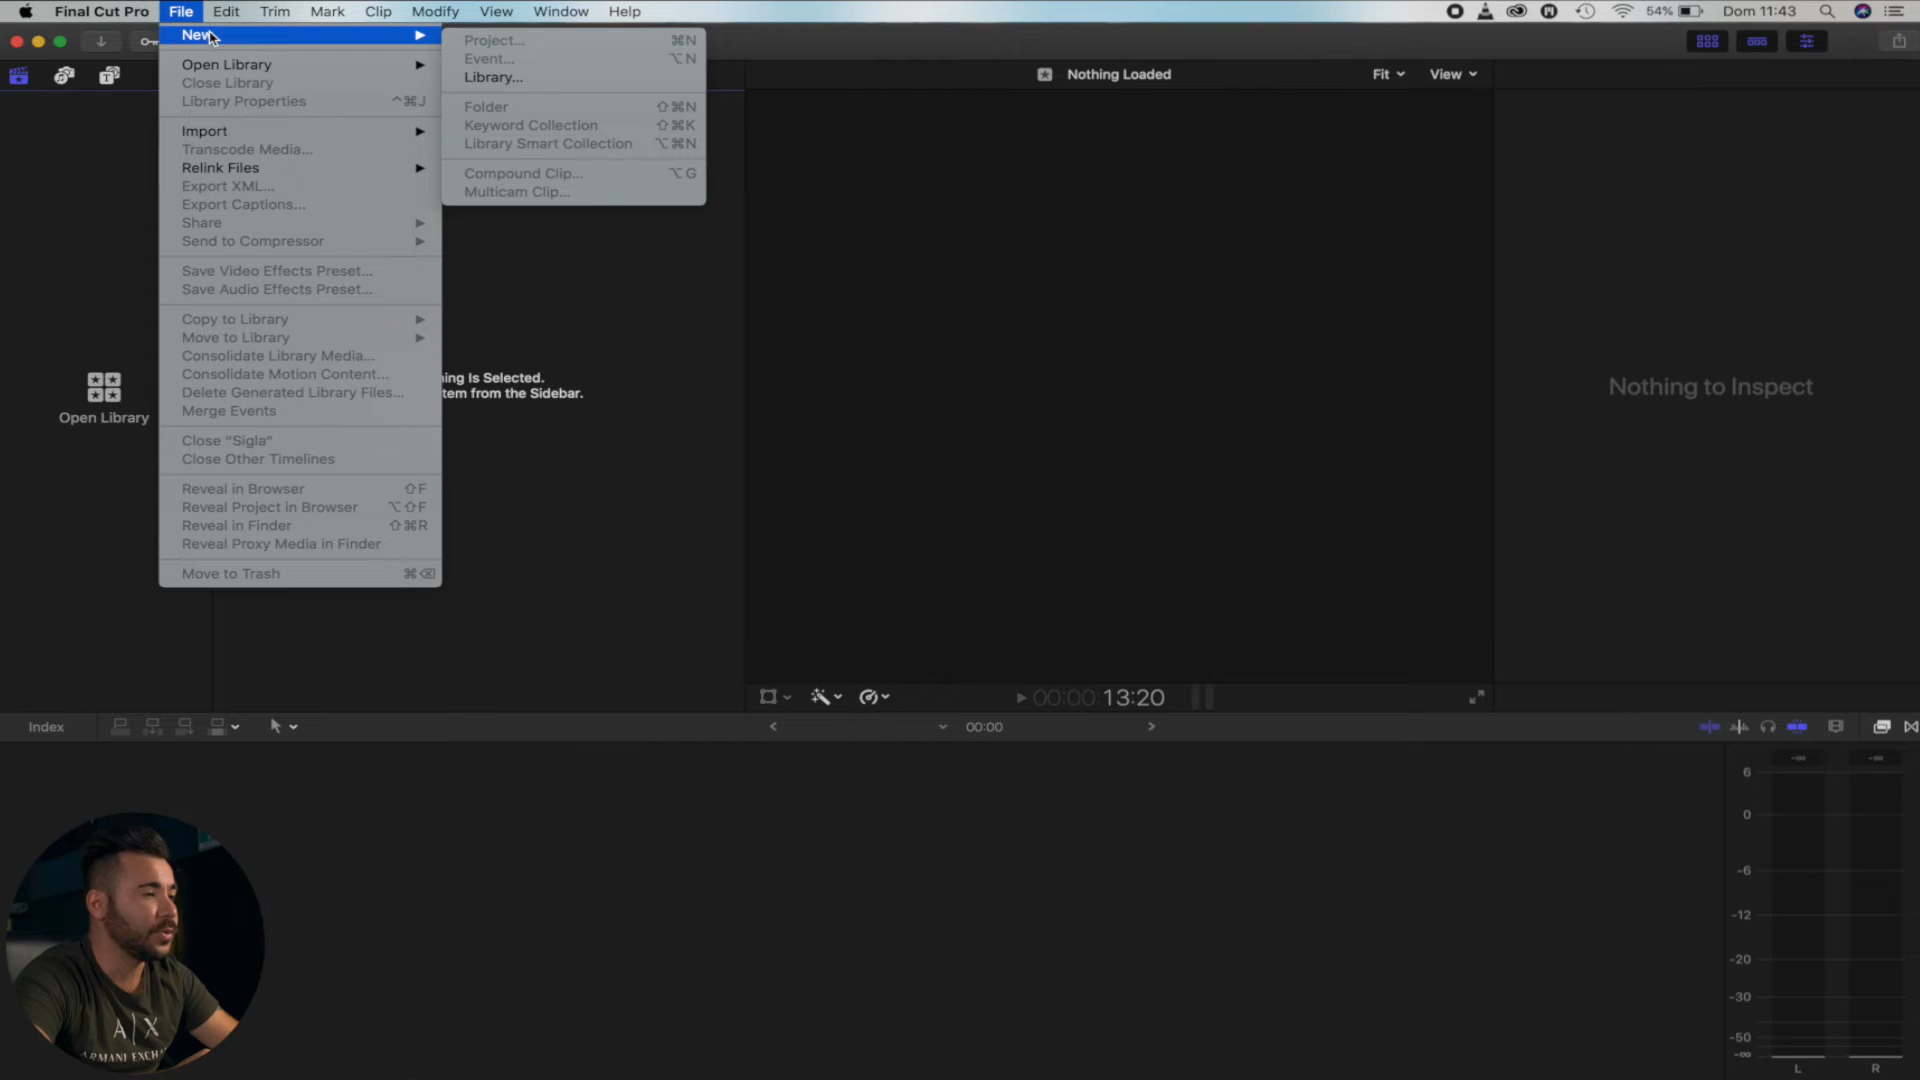 Final Cut Pro File Edit Trim Mark Clip Modify View Window Help 54% Dom 11:43
New
Open Library
Close Library
Library Properties ⌃⌘J
Import
Transcode Media...
Relink Files
Export XML...
Export Captions...
Share
Send to Compressor
Save Video Effects Preset...
Save Audio Effects Preset...
Copy to Library
Move to Library
Consolidate Library Media...
Consolidate Motion Content...
Delete Generated Library Files...
Merge Events
Close “Sigla”
Close Other Timelines
Reveal in Browser ⇧F
Reveal Project in Browser ⌥⇧F
Reveal in Finder ⇧⌘R
Reveal Proxy Media in Finder
Move to Trash ⌘⌫
Project... ⌘N
Event... ⌥N
Library...
Folder ⇧⌘N
Keyword Collection ⇧⌘K
Library Smart Collection ⌥⌘N
Compound Clip... ⌥G
Multicam Clip...
Nothing Loaded Fit View
Open Library
ing Is Selected.
tem from the Sidebar.
Nothing to Inspect
00:00:13:20
Index 00:00
-∞ -∞
6
0
-6
-12
-20
-30
-50
-∞
L R
A|X
ARMANI EXCH